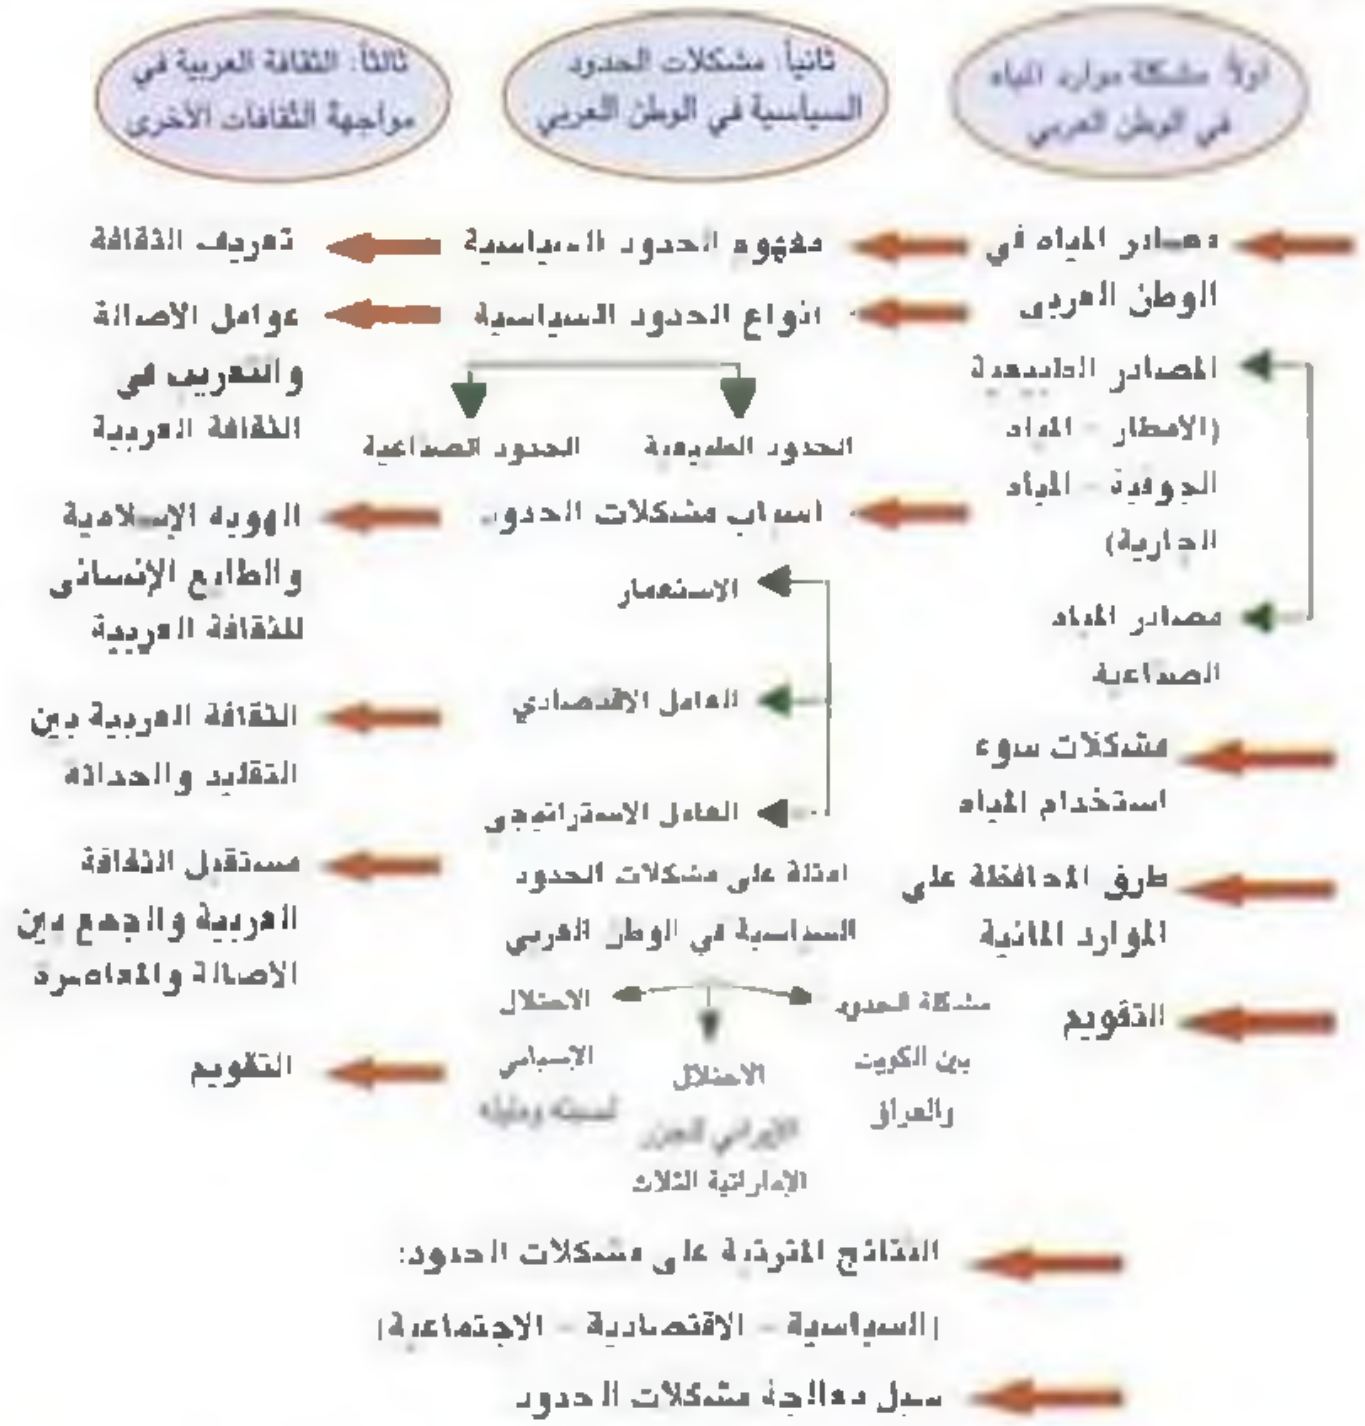 أولاً: مشكلة موارد المياه
في الوطن العربي
مصادر المياه في
الوطن العربي
المصادر الطبيعية
(الأمطار - المياه
الجوفية - المياه
الجارية)
مصادر المياه
الصناعية
مشكلات سوء
استخدام المياه
طرق المحافظة على
الموارد المائية
التقويم
ثانياً: مشكلات الحدود
السياسية في الوطن العربي
مفهوم الحدود السياسية
أنواع الحدود السياسية
الحدود الطبيعية
الحدود الصناعية
أسباب مشكلات الحدود
الاستعمار
العامل الاقتصادي
العامل الاستراتيجي
أمثلة على مشكلات الحدود
السياسية في الوطن العربي
مشكلة الحدود
بين الكويت
والعراق
الاحتلال
الإيراني للجزر
الإماراتية الثلاث
الاحتلال
الإسباني
لسبته ومليله
النتائج المترتبة على مشكلات الحدود:
(السياسية - الاقتصادية - الاجتماعية)
سبل معالجة مشكلات الحدود
ثالثاً: الثقافة العربية في
مواجهة الثقافات الأخرى
تعريف الثقافة
عوامل الأصالة
والتعريب في
الثقافة العربية
الهوية الإسلامية
والطابع الإنساني
للثقافة العربية
الثقافة العربية بين
التقليد والحداثة
مستقبل الثقافة
العربية والجمع بين
الأصالة والمعاصرة
التقويم